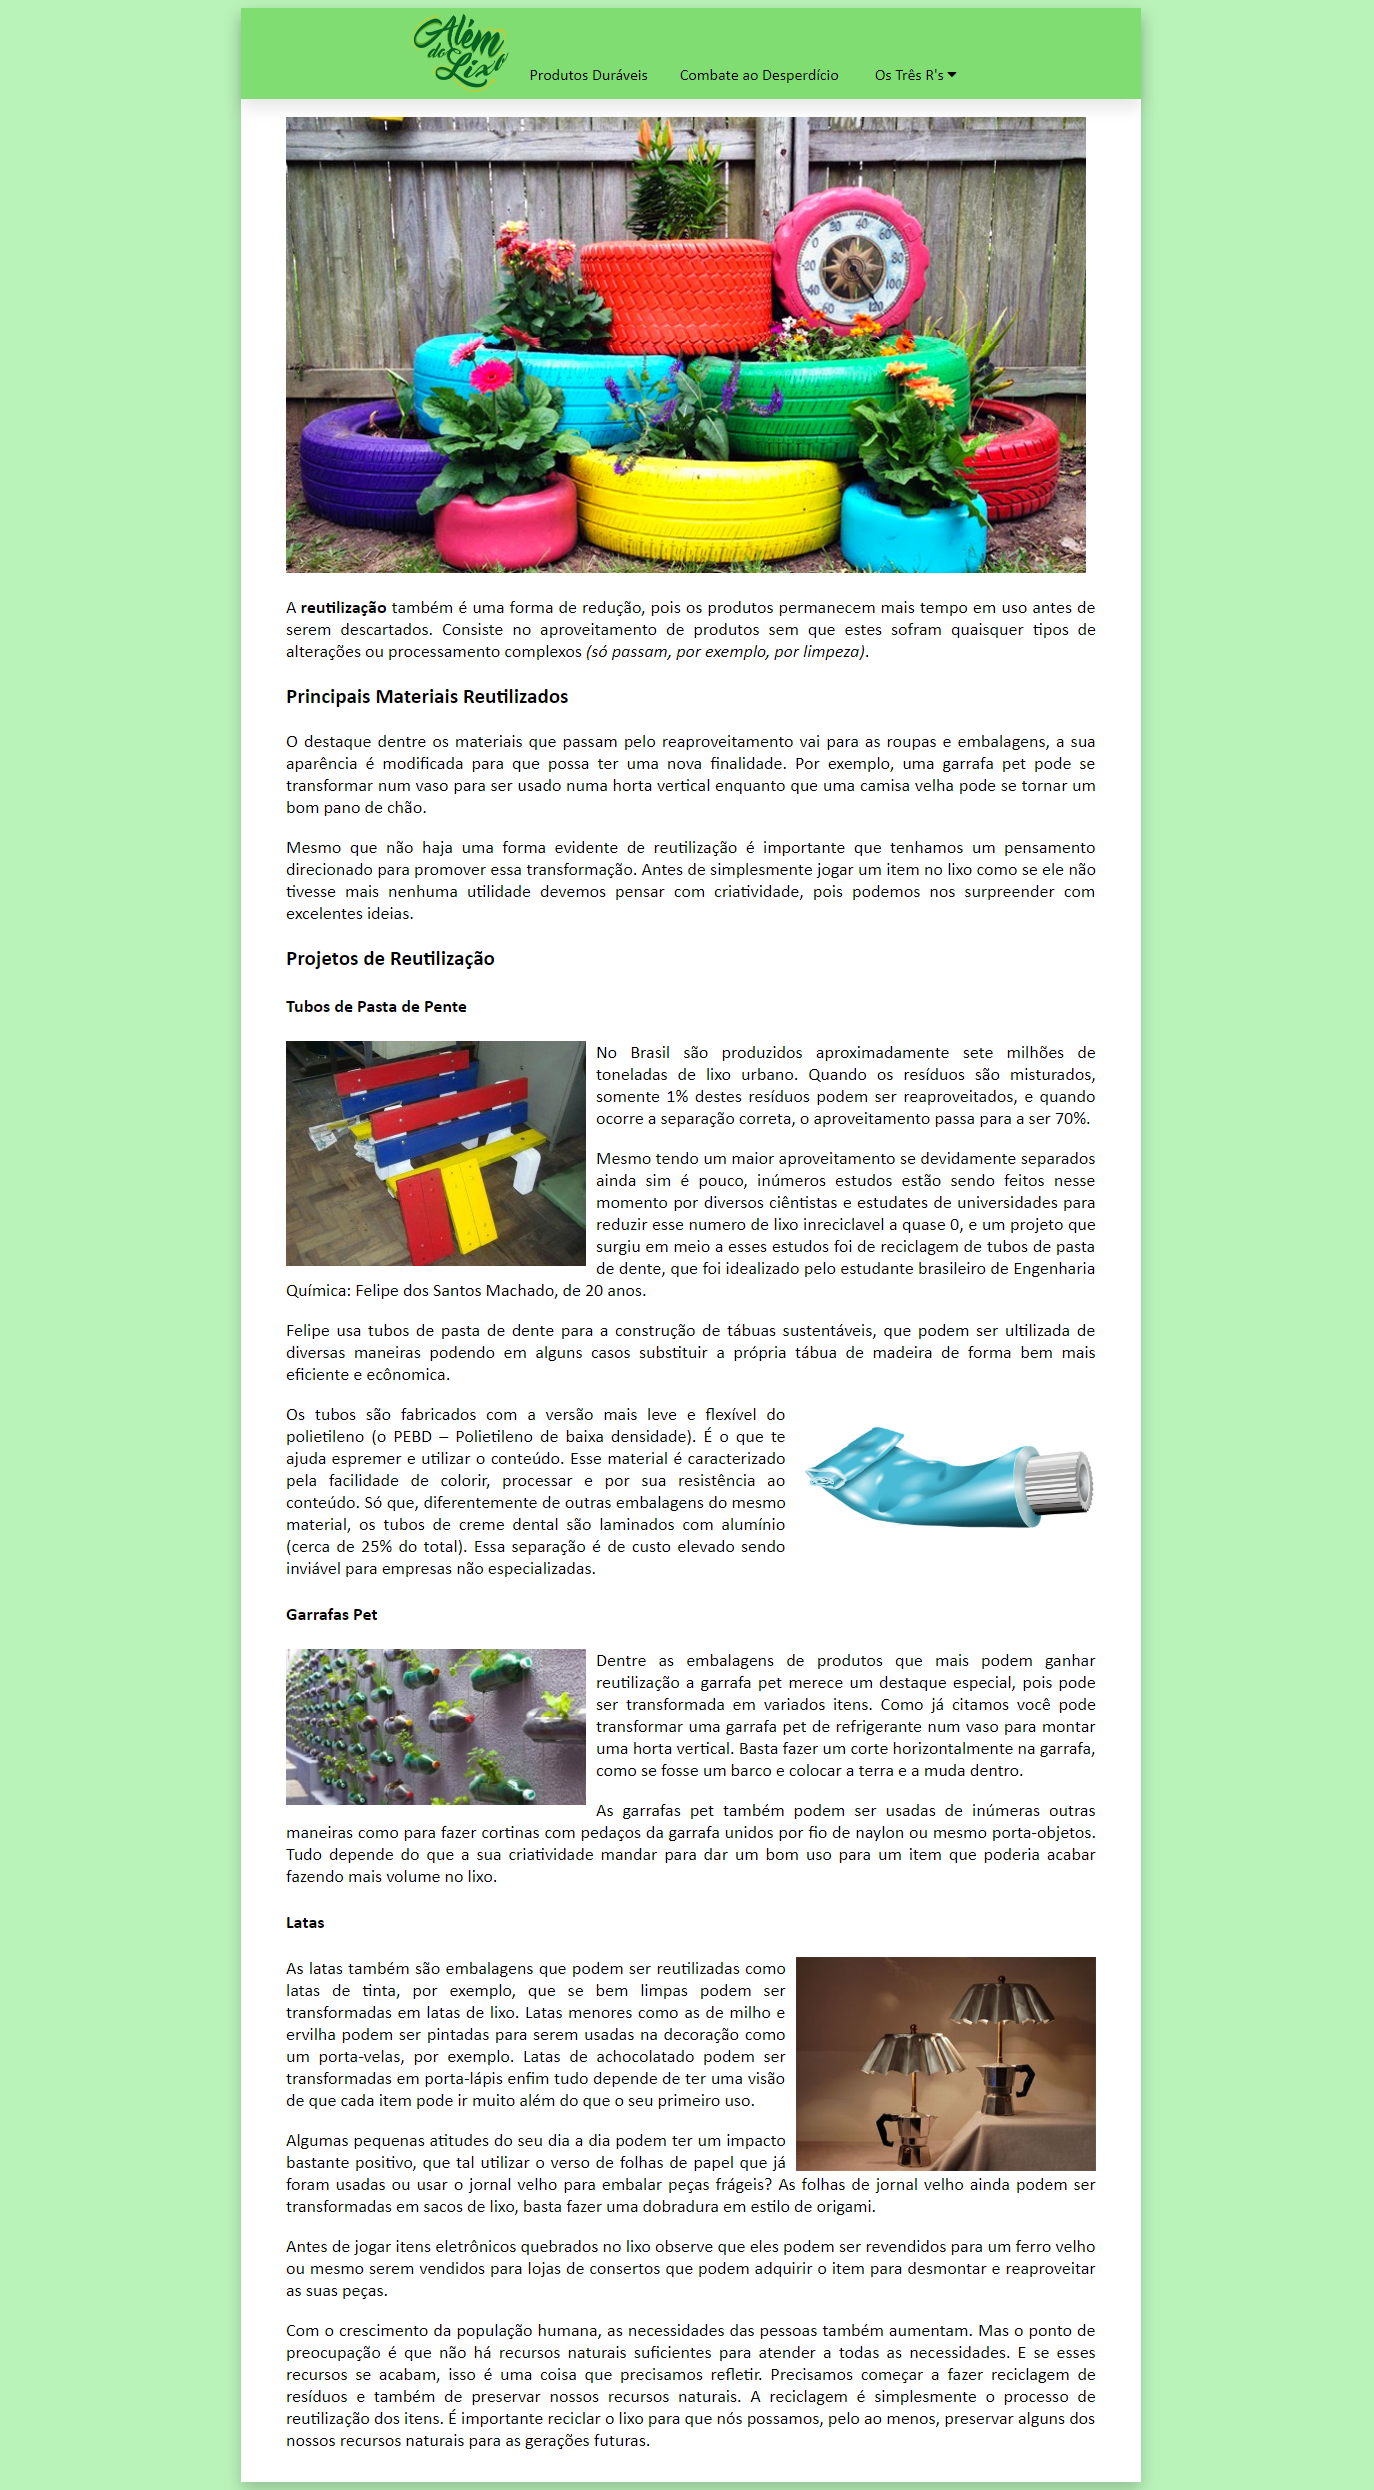 Além
do
Lixo
Produtos Duráveis Combate ao Desperdício Os Três R's
0 20 40 60 80 100 120
-20 -40 60
A reutilização também é uma forma de redução, pois os produtos permanecem mais tempo em uso antes de
serem descartados. Consiste no aproveitamento de produtos sem que estes sofram quaisquer tipos de
alterações ou processamento complexos (só passam, por exemplo, por limpeza).
Principais Materiais Reutilizados
O destaque dentre os materiais que passam pelo reaproveitamento vai para as roupas e embalagens, a sua
aparência é modificada para que possa ter uma nova finalidade. Por exemplo, uma garrafa pet pode se
transformar num vaso para ser usado numa horta vertical enquanto que uma camisa velha pode se tornar um
bom pano de chão.
Mesmo que não haja uma forma evidente de reutilização é importante que tenhamos um pensamento
direcionado para promover essa transformação. Antes de simplesmente jogar um item no lixo como se ele não
tivesse mais nenhuma utilidade devemos pensar com criatividade, pois podemos nos surpreender com
excelentes ideias.
Projetos de Reutilização
Tubos de Pasta de Pente
No Brasil são produzidos aproximadamente sete milhões de
toneladas de lixo urbano. Quando os resíduos são misturados,
somente 1% destes resíduos podem ser reaproveitados, e quando
ocorre a separação correta, o aproveitamento passa para a ser 70%.
Mesmo tendo um maior aproveitamento se devidamente separados
ainda sim é pouco, inúmeros estudos estão sendo feitos nesse
momento por diversos ciêntistas e estudates de universidades para
reduzir esse numero de lixo inreciclavel a quase 0, e um projeto que
surgiu em meio a esses estudos foi de reciclagem de tubos de pasta
de dente, que foi idealizado pelo estudante brasileiro de Engenharia
Química: Felipe dos Santos Machado, de 20 anos.
Felipe usa tubos de pasta de dente para a construção de tábuas sustentáveis, que podem ser ultilizada de
diversas maneiras podendo em alguns casos substituir a própria tábua de madeira de forma bem mais
eficiente e ecônomica.
Os tubos são fabricados com a versão mais leve e flexível do
polietileno (o PEBD – Polietileno de baixa densidade). É o que te
ajuda espremer e utilizar o conteúdo. Esse material é caracterizado
pela facilidade de colorir, processar e por sua resistência ao
conteúdo. Só que, diferentemente de outras embalagens do mesmo
material, os tubos de creme dental são laminados com alumínio
(cerca de 25% do total). Essa separação é de custo elevado sendo
inviável para empresas não especializadas.
Garrafas Pet
Dentre as embalagens de produtos que mais podem ganhar
reutilização a garrafa pet merece um destaque especial, pois pode
ser transformada em variados itens. Como já citamos você pode
transformar uma garrafa pet de refrigerante num vaso para montar
uma horta vertical. Basta fazer um corte horizontalmente na garrafa,
como se fosse um barco e colocar a terra e a muda dentro.
As garrafas pet também podem ser usadas de inúmeras outras
maneiras como para fazer cortinas com pedaços da garrafa unidos por fio de naylon ou mesmo porta-objetos.
Tudo depende do que a sua criatividade mandar para dar um bom uso para um item que poderia acabar
fazendo mais volume no lixo.
Latas
As latas também são embalagens que podem ser reutilizadas como
latas de tinta, por exemplo, que se bem limpas podem ser
transformadas em latas de lixo. Latas menores como as de milho e
ervilha podem ser pintadas para serem usadas na decoração como
um porta-velas, por exemplo. Latas de achocolatado podem ser
transformadas em porta-lápis enfim tudo depende de ter uma visão
de que cada item pode ir muito além do que o seu primeiro uso.
Algumas pequenas atitudes do seu dia a dia podem ter um impacto
bastante positivo, que tal utilizar o verso de folhas de papel que já
foram usadas ou usar o jornal velho para embalar peças frágeis? As folhas de jornal velho ainda podem ser
transformadas em sacos de lixo, basta fazer uma dobradura em estilo de origami.
Antes de jogar itens eletrônicos quebrados no lixo observe que eles podem ser revendidos para um ferro velho
ou mesmo serem vendidos para lojas de consertos que podem adquirir o item para desmontar e reaproveitar
as suas peças.
Com o crescimento da população humana, as necessidades das pessoas também aumentam. Mas o ponto de
preocupação é que não há recursos naturais suficientes para atender a todas as necessidades. E se esses
recursos se acabam, isso é uma coisa que precisamos refletir. Precisamos começar a fazer reciclagem de
resíduos e também de preservar nossos recursos naturais. A reciclagem é simplesmente o processo de
reutilização dos itens. É importante reciclar o lixo para que nós possamos, pelo ao menos, preservar alguns dos
nossos recursos naturais para as gerações futuras.